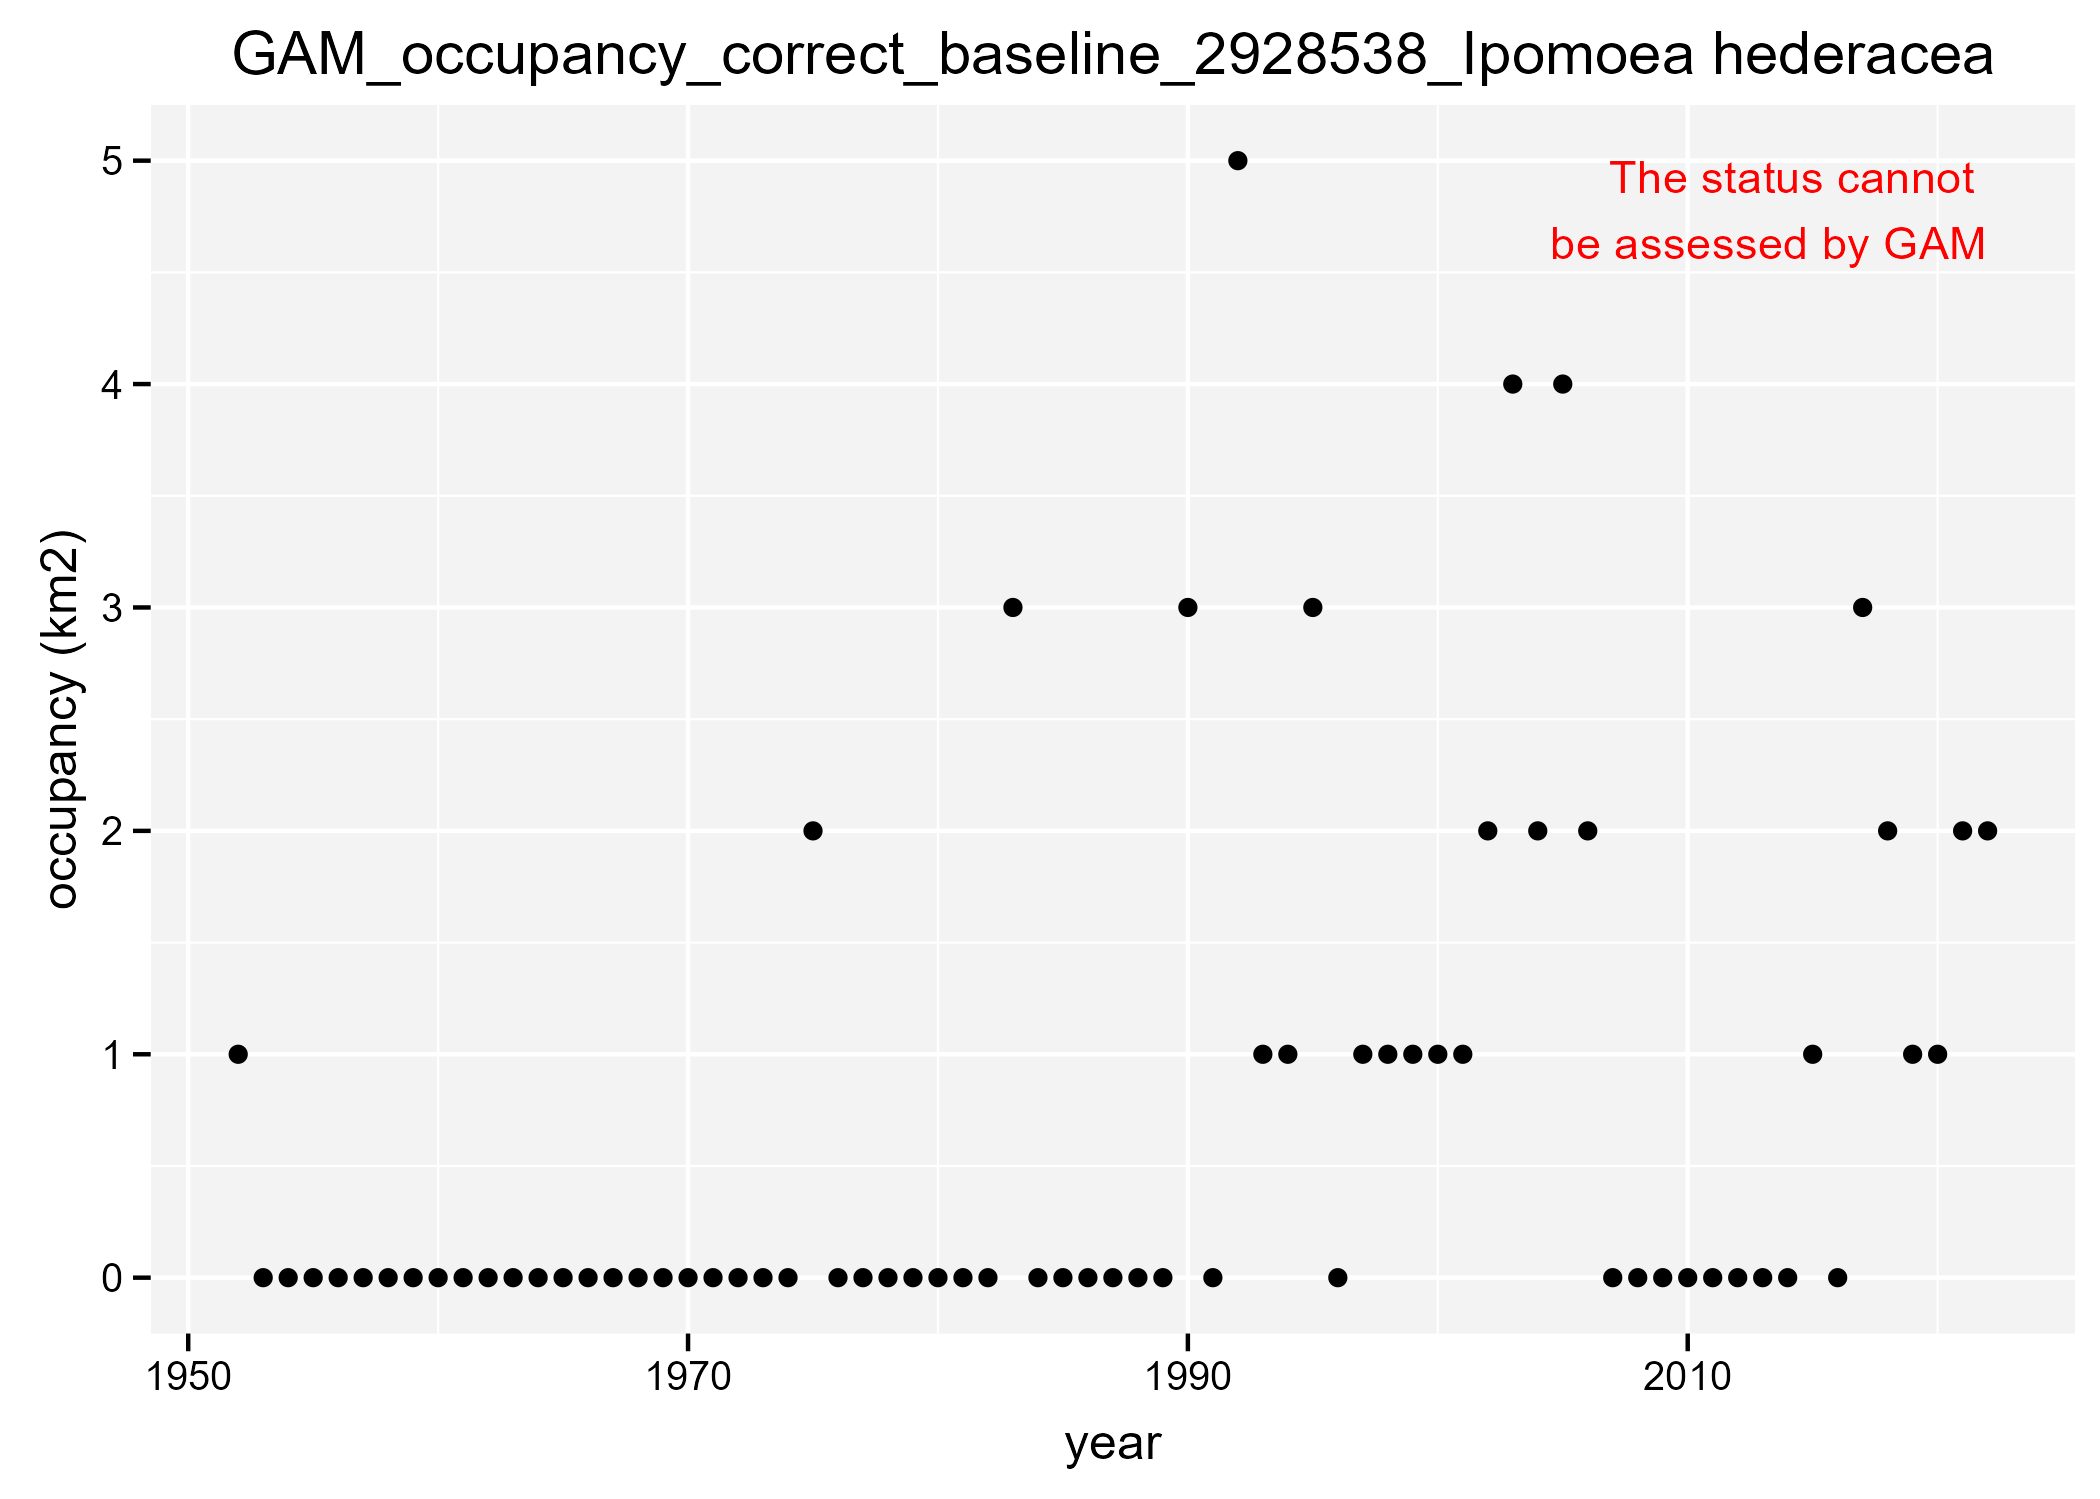 GAM_occupancy_correct_baseline_2928538_Ipomoea hederacea
The status cannot
be assessed by GAM
occupancy (km2)
5
4
3
2
1
0
1950 1970 1990 2010
year